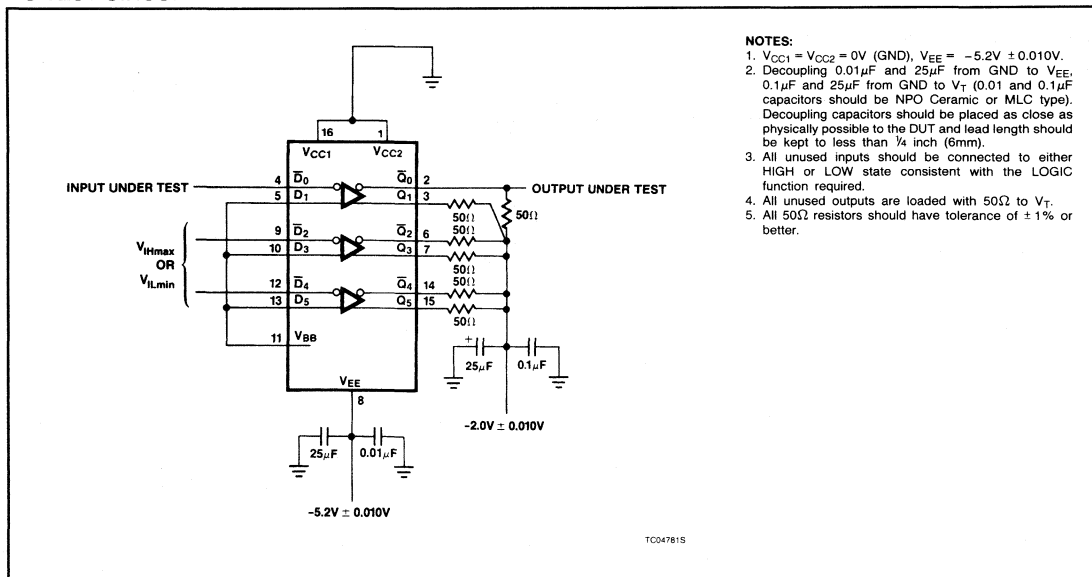 NOTES:
1. VCC1 = VCC2 = 0V (GND), VEE = -5.2V ±0.010V.
2. Decoupling 0.01μF and 25μF from GND to VEE,
0.1μF and 25μF from GND to VT (0.01 and 0.1μF
capacitors should be NPO Ceramic or MLC type).
Decoupling capacitors should be placed as close as
physically possible to the DUT and lead length should
be kept to less than ¼ inch (6mm).
3. All unused inputs should be connected to either
HIGH or LOW state consistent with the LOGIC
function required.
4. All unused outputs are loaded with 50Ω to VT.
5. All 50Ω resistors should have tolerance of ±1% or
better.
16 1
VCC1 VCC2
INPUT UNDER TEST 4 D̅0 Q̅0 2 OUTPUT UNDER TEST
5 D1 Q1 3
50Ω 50Ω
50Ω
9 D̅2 Q̅2 6
VIHmax
10 D3 Q3 7
OR
50Ω
50Ω
VILmin
12 D̅4 Q̅4 14
13 D5 Q5 15
50Ω
11 VBB
+
25μF 0.1μF
VEE
8
-2.0V ± 0.010V
25μF 0.01μF
-5.2V ± 0.010V
TC04781S